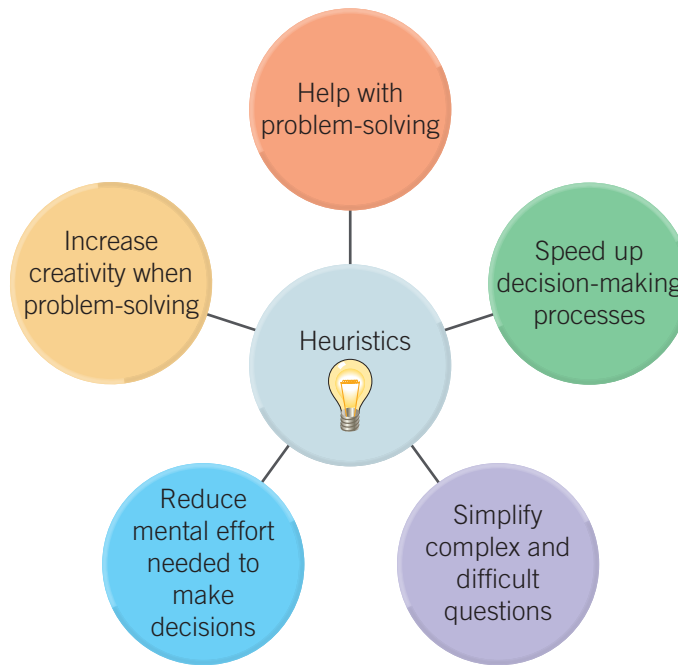 Help with
problem-solving
Increase
creativity when
problem-solving
Speed up
decision-making
processes
Heuristics
Reduce
mental effort
needed to
make
decisions
Simplify
complex and
difficult
questions